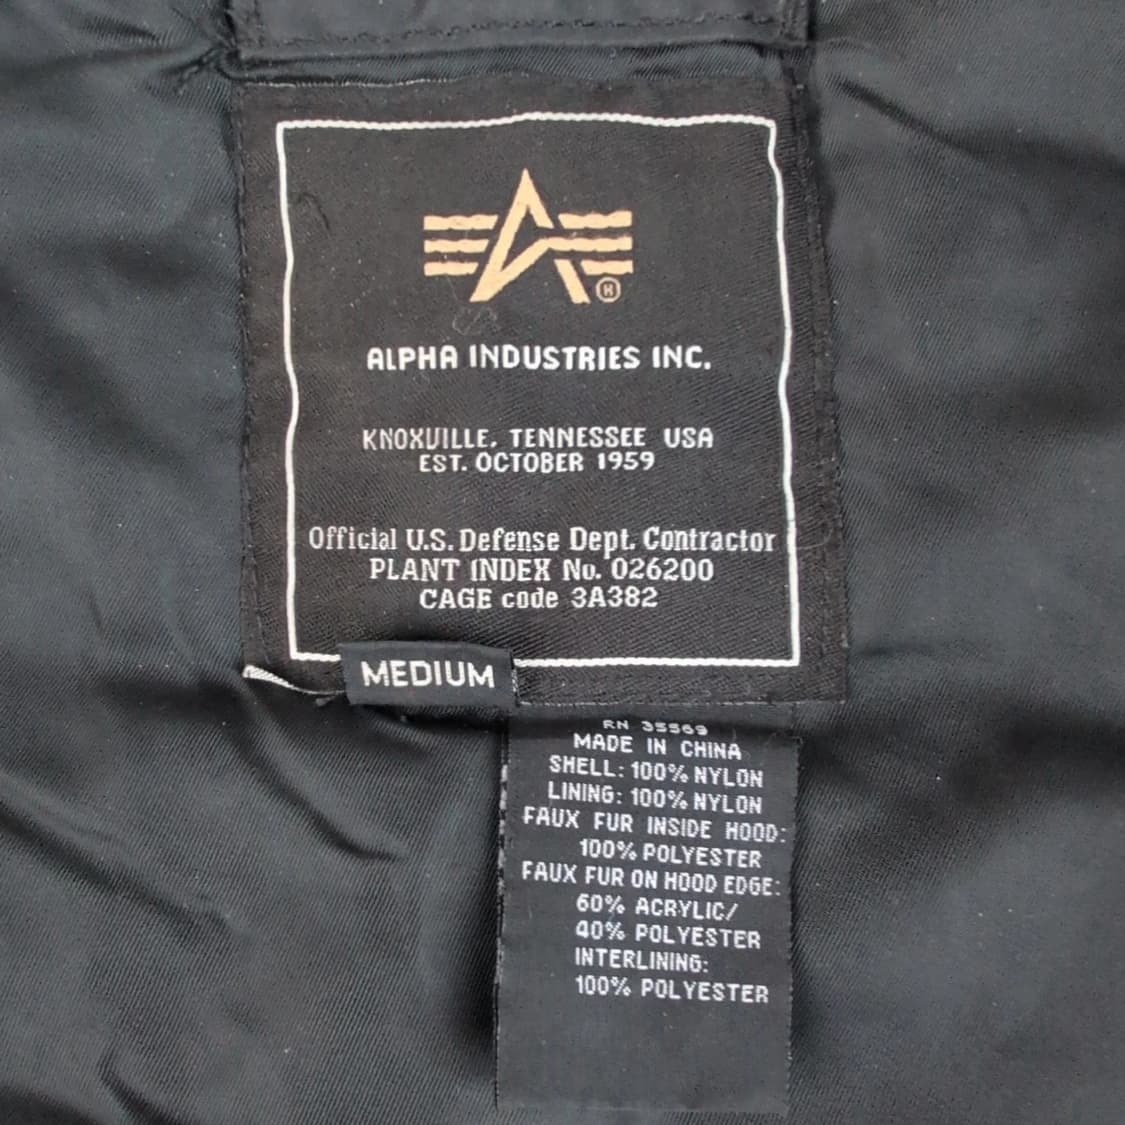 ALPHA INDUSTRIES INC.
KNOXVILLE, TENNESSEE USA
EST. OCTOBER 1959
Official U.S. Defense Dept. Contractor
PLANT INDEX No. 026200
CAGE code 3A382
MEDIUM
RN 35569
MADE IN CHINA
SHELL: 100% NYLON
LINING: 100% NYLON
FAUX FUR INSIDE HOOD:
100% POLYESTER
FAUX FUR ON HOOD EDGE:
60% ACRYLIC/
40% POLYESTER
INTERLINING:
100% POLYESTER